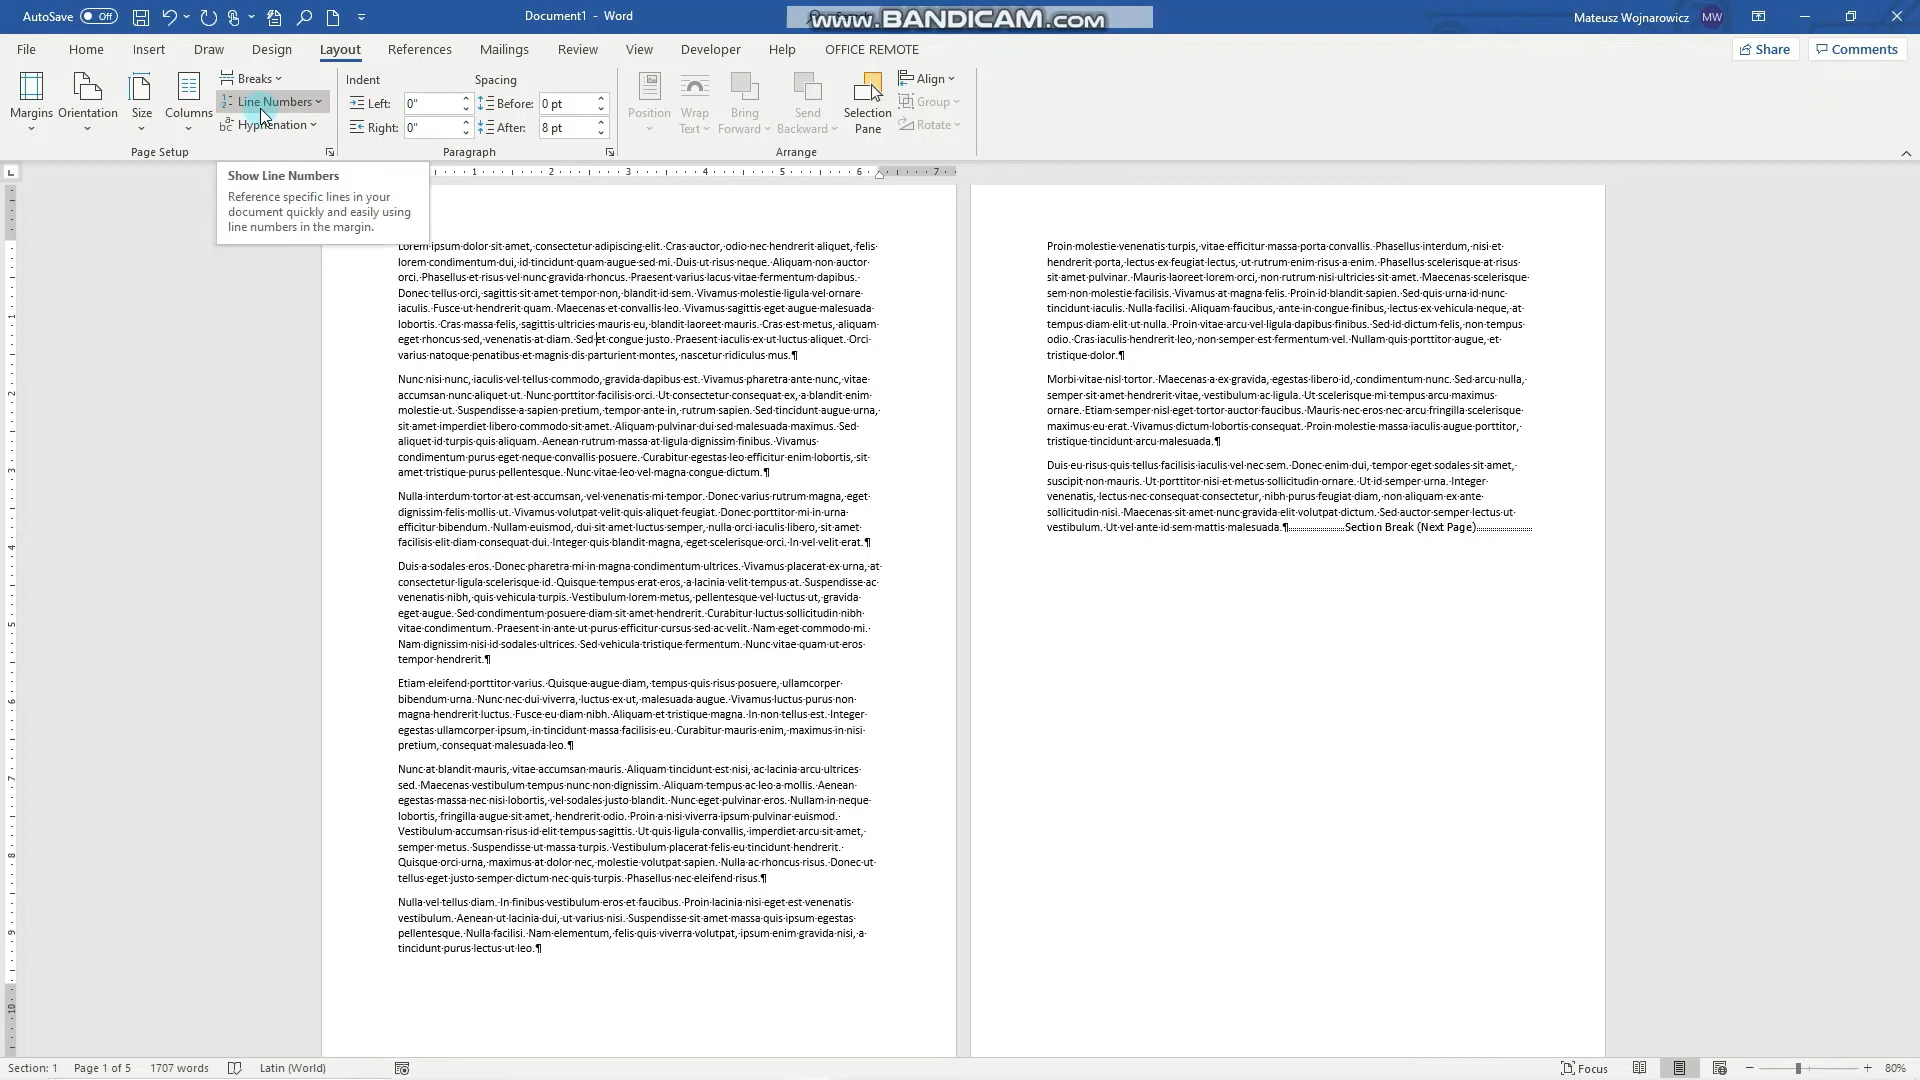 AutoSave Off
Document1 - Word
www.BANDICAM.com
Mateusz Wojnarowicz MW
File Home Insert Draw Design Layout References Mailings Review View Developer Help OFFICE REMOTE
Share Comments
Margins
Orientation
Size
Columns
Breaks
Line Numbers
Hyphenation
Page Setup
Indent
Left: 0"
Right: 0"
Spacing
Before: 0 pt
After: 8 pt
Paragraph
Position
Wrap Text
Bring Forward
Send Backward
Selection Pane
Align
Group
Rotate
Arrange
Show Line Numbers
Reference specific lines in your
document quickly and easily using
line numbers in the margin.
Lorem·ipsum·dolor·sit·amet,·consectetur·adipiscing·elit.·Cras·auctor,·odio·nec·hendrerit·aliquet,·felis·
lorem·condimentum·dui,·id·tincidunt·quam·augue·sed·mi.·Duis·ut·risus·neque.·Aliquam·non·auctor·
orci.·Phasellus·et·risus·vel·nunc·gravida·rhoncus.·Praesent·varius·lacus·vitae·fermentum·dapibus.·
Donec·tellus·orci,·sagittis·sit·amet·tempor·non,·blandit·id·sem.·Vivamus·molestie·ligula·vel·ornare·
iaculis.·Fusce·ut·hendrerit·quam.·Maecenas·et·convallis·leo.·Vivamus·sagittis·eget·augue·malesuada·
lobortis.·Cras·massa·felis,·sagittis·ultricies·mauris·eu,·blandit·laoreet·mauris.·Cras·est·metus,·aliquam·
eget·rhoncus·sed,·venenatis·at·diam.·Sed·et·congue·justo.·Praesent·iaculis·ex·ut·luctus·aliquet.·Orci·
varius·natoque·penatibus·et·magnis·dis·parturient·montes,·nascetur·ridiculus·mus.¶
Nunc·nisi·nunc,·iaculis·vel·tellus·commodo,·gravida·dapibus·est.·Vivamus·pharetra·ante·nunc,·vitae·
accumsan·nunc·aliquet·ut.·Nunc·porttitor·facilisis·orci.·Ut·consectetur·consequat·ex,·a·blandit·enim·
molestie·ut.·Suspendisse·a·sapien·pretium,·tempor·ante·in,·rutrum·sapien.·Sed·tincidunt·augue·urna,·
sit·amet·imperdiet·libero·commodo·sit·amet.·Aliquam·pulvinar·dui·sed·malesuada·maximus.·Sed·
aliquet·id·turpis·quis·aliquam.·Aenean·rutrum·massa·at·ligula·dignissim·finibus.·Vivamus·
condimentum·purus·eget·neque·convallis·posuere.·Curabitur·egestas·leo·efficitur·enim·lobortis,·sit·
amet·tristique·purus·pellentesque.·Nunc·vitae·leo·vel·magna·congue·dictum.¶
Nulla·interdum·tortor·at·est·accumsan,·vel·venenatis·mi·tempor.·Donec·varius·rutrum·magna,·eget·
dignissim·felis·mollis·ut.·Vivamus·volutpat·velit·quis·aliquet·feugiat.·Donec·porttitor·mi·in·urna·
efficitur·bibendum.·Nullam·euismod,·dui·sit·amet·luctus·semper,·nulla·orci·iaculis·libero,·sit·amet·
facilisis·elit·diam·consequat·dui.·Integer·quis·blandit·magna,·eget·scelerisque·orci.·In·vel·velit·erat.¶
Duis·a·sodales·eros.·Donec·pharetra·mi·in·magna·condimentum·ultrices.·Vivamus·placerat·ex·urna,·at·
consectetur·ligula·scelerisque·id.·Quisque·tempus·erat·eros,·a·lacinia·velit·tempus·at.·Suspendisse·ac·
venenatis·nibh,·quis·vehicula·turpis.·Vestibulum·lorem·metus,·pellentesque·vel·luctus·ut,·gravida·
eget·augue.·Sed·condimentum·posuere·diam·sit·amet·hendrerit.·Curabitur·luctus·sollicitudin·nibh·
vitae·condimentum.·Praesent·in·ante·ut·purus·efficitur·cursus·sed·ac·velit.·Nam·eget·commodo·mi.·
Nam·dignissim·nisi·id·sodales·ultrices.·Sed·vehicula·tristique·fermentum.·Nunc·vitae·quam·ut·eros·
tempor·hendrerit.¶
Etiam·eleifend·porttitor·varius.·Quisque·augue·diam,·tempus·quis·risus·posuere,·ullamcorper·
bibendum·urna.·Nunc·nec·dui·viverra,·luctus·ex·ut,·malesuada·augue.·Vivamus·luctus·purus·non·
magna·hendrerit·luctus.·Fusce·eu·diam·nibh.·Aliquam·et·tristique·magna.·In·non·tellus·est.·Integer·
egestas·ullamcorper·ipsum,·in·tincidunt·massa·facilisis·eu.·Curabitur·mauris·enim,·maximus·in·nisi·
pretium,·consequat·malesuada·leo.¶
Nunc·at·blandit·mauris,·vitae·accumsan·mauris.·Aliquam·tincidunt·est·nisi,·ac·lacinia·arcu·ultrices·
sed.·Maecenas·vestibulum·tempus·nunc·non·dignissim.·Aliquam·tempus·ac·leo·a·mollis.·Aenean·
egestas·massa·nec·nisi·lobortis,·vel·sodales·justo·blandit.·Nunc·eget·pulvinar·eros.·Nullam·in·neque·
lobortis,·fringilla·augue·sit·amet,·hendrerit·odio.·Proin·a·nisi·viverra·ipsum·pulvinar·euismod.·
Vestibulum·accumsan·risus·id·elit·tempus·sagittis.·Ut·quis·ligula·convallis,·imperdiet·arcu·sit·amet,·
semper·metus.·Suspendisse·ut·massa·turpis.·Vestibulum·placerat·felis·eu·tincidunt·hendrerit.·
Quisque·orci·urna,·maximus·at·dolor·nec,·molestie·volutpat·sapien.·Nulla·ac·rhoncus·risus.·Donec·ut·
tellus·eget·justo·semper·dictum·nec·quis·turpis.·Phasellus·nec·eleifend·risus.¶
Nulla·vel·tellus·diam.·In·finibus·vestibulum·eros·et·faucibus.·Proin·lacinia·nisi·eget·est·venenatis·
vestibulum.·Aenean·ut·lacinia·dui,·ut·varius·nisi.·Suspendisse·sit·amet·massa·quis·ipsum·egestas·
pellentesque.·Nulla·facilisi.·Nam·elementum,·felis·quis·viverra·volutpat,·ipsum·enim·gravida·nisi,·a·
tincidunt·purus·lectus·ut·leo.¶
Proin·molestie·venenatis·turpis,·vitae·efficitur·massa·porta·convallis.·Phasellus·interdum,·nisi·et·
hendrerit·porta,·lectus·ex·feugiat·lectus,·ut·rutrum·enim·risus·a·enim.·Phasellus·scelerisque·risus·
sit·amet·pulvinar.·Mauris·laoreet·lorem·orci,·non·rutrum·nisi·ultricies·sit·amet.·Maecenas·scelerisque·
sem·non·molestie·facilisis.·Vivamus·at·magna·felis.·Proin·id·blandit·sapien.·Sed·quis·urna·id·nunc·
tincidunt·iaculis.·Nulla·facilisi.·Aliquam·faucibus,·ante·in·congue·finibus,·lectus·ex·vehicula·neque,·at·
tempus·diam·elit·ut·nulla.·Proin·vitae·arcu·vel·ligula·dapibus·finibus.·Sed·id·dictum·felis,·non·tempus·
odio.·Cras·iaculis·hendrerit·leo,·non·semper·est·fermentum·vel.·Nullam·quis·porttitor·augue,·et·
tristique·dolor.¶
Morbi·vitae·nisl·tortor.·Maecenas·a·ex·gravida,·egestas·libero·id,·condimentum·nunc.·Sed·arcu·nulla,·
semper·sit·amet·hendrerit·vitae,·vestibulum·ac·ligula.·Ut·scelerisque·mi·tempus·arcu·maximus·
ornare.·Etiam·semper·nisl·eget·tortor·auctor·faucibus.·Mauris·nec·eros·nec·arcu·fringilla·scelerisque·
maximus·eu·erat.·Vivamus·dictum·lobortis·consequat.·Proin·molestie·massa·iaculis·augue·porttitor,·
tristique·tincidunt·arcu·malesuada.¶
Duis·eu·risus·quis·tellus·facilisis·iaculis·vel·nec·sem.·Donec·enim·dui,·tempor·eget·sodales·sit·amet,·
suscipit·non·mauris.·Ut·porttitor·nisi·et·metus·sollicitudin·ornare.·Ut·id·semper·urna.·Integer·
venenatis,·lectus·nec·consequat·consectetur,·nibh·purus·feugiat·diam,·non·aliquam·ex·ante·
sollicitudin·nisi.·Maecenas·sit·amet·nunc·gravida·elit·volutpat·dictum.·Sed·auctor·semper·lectus·ut·
vestibulum.·Ut·vel·ante·id·sem·mattis·malesuada.¶ Section Break (Next Page)
Section: 1 Page 1 of 5 1707 words Latin (World)
Focus 80%